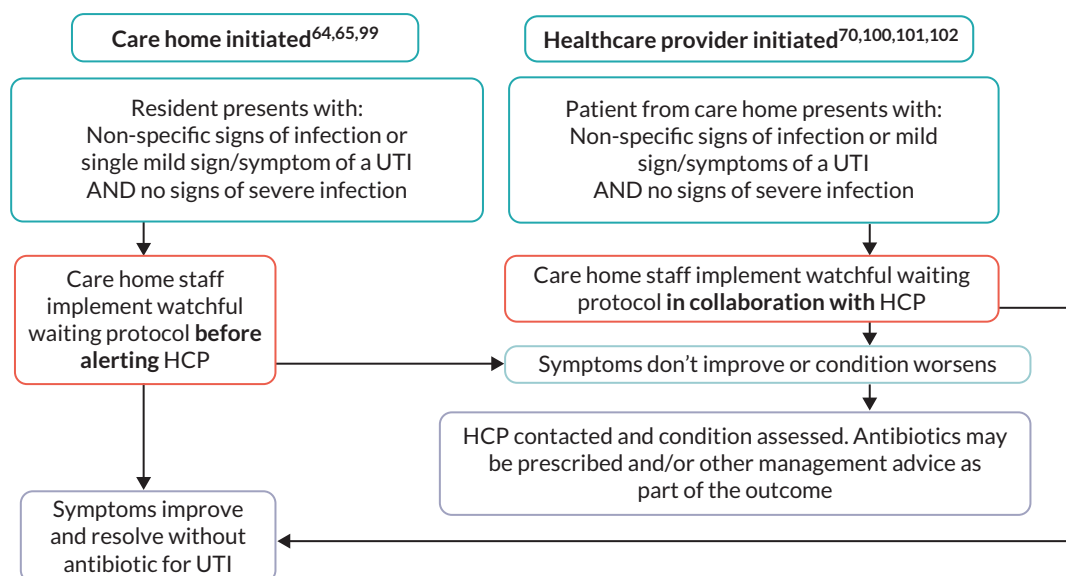 Care home initiated64,65,99
Healthcare provider initiated70,100,101,102
Resident presents with:
Non-specific signs of infection or
single mild sign/symptom of a UTI
AND no signs of severe infection
Patient from care home presents with:
Non-specific signs of infection or mild
sign/symptoms of a UTI
AND no signs of severe infection
Care home staff
implement watchful
waiting protocol before
alerting HCP
Care home staff implement watchful waiting
protocol in collaboration with HCP
Symptoms don’t improve or condition worsens
HCP contacted and condition assessed. Antibiotics may
be prescribed and/or other management advice as
part of the outcome
Symptoms improve
and resolve without
antibiotic for UTI